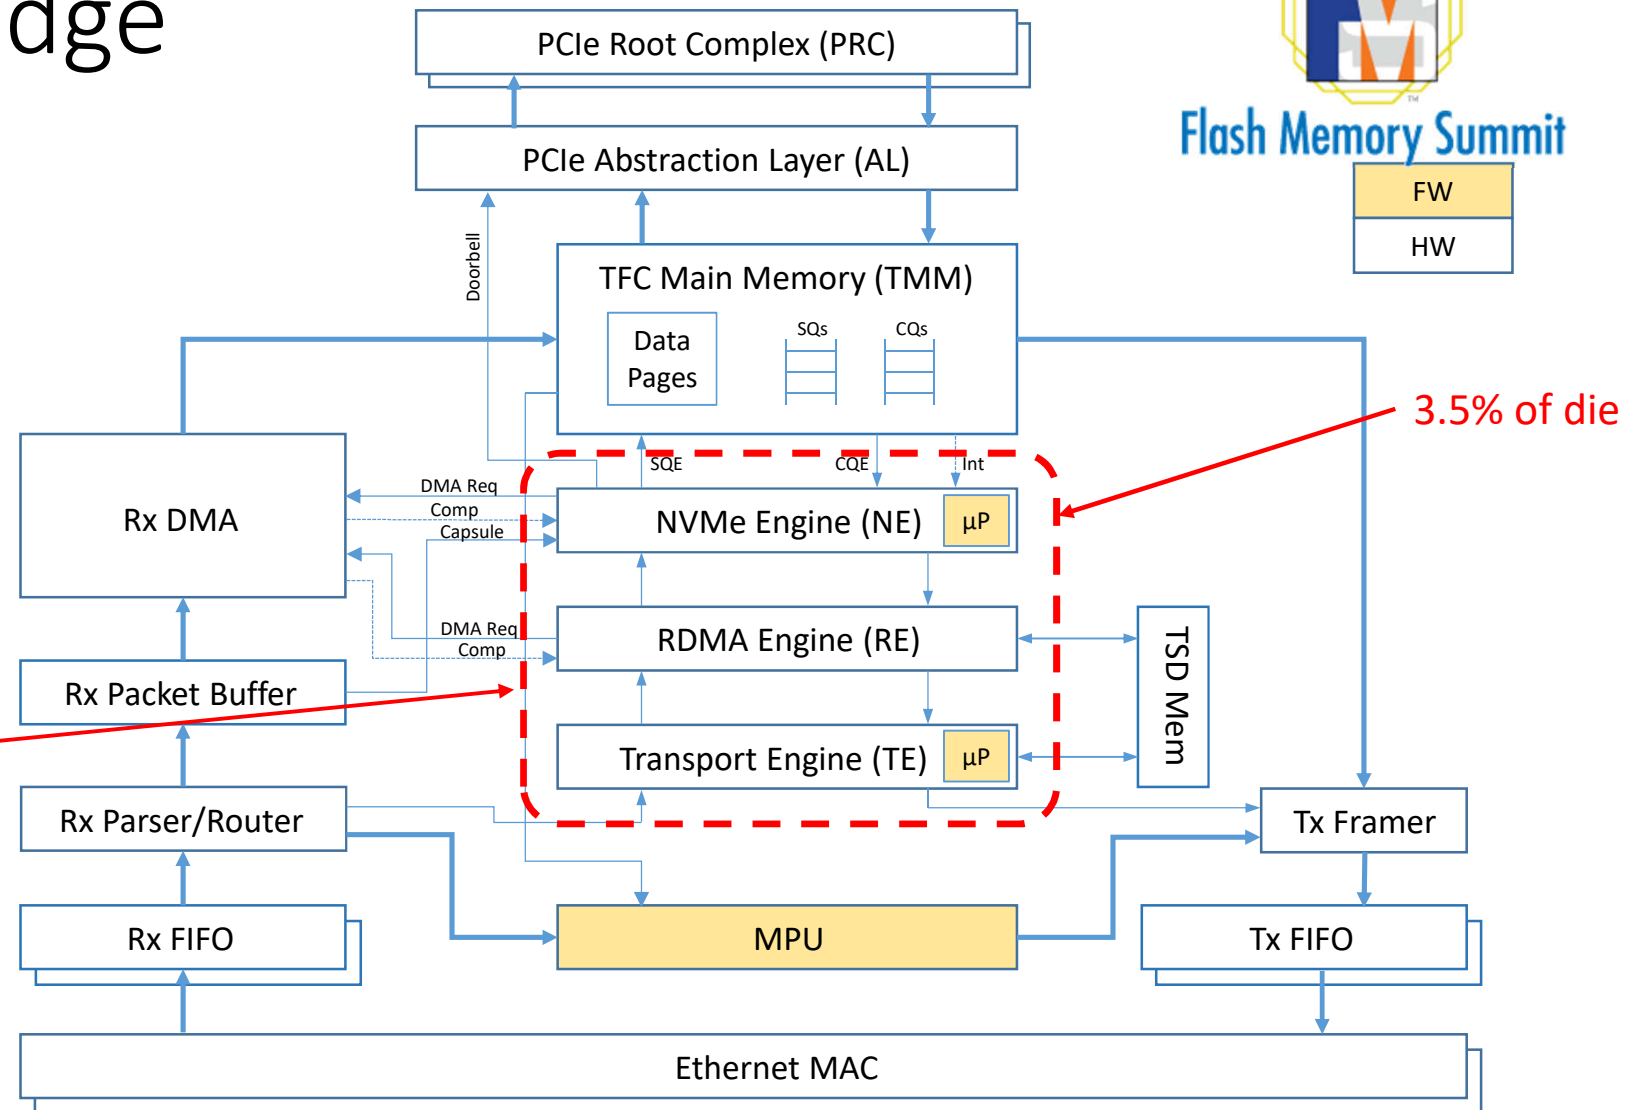 dge
PCIe Root Complex (PRC)
TM
Flash Memory Summit
PCIe Abstraction Layer (AL)
FW
HW
Doorbell
TFC Main Memory (TMM)
Data
Pages
SQs
CQs
3.5% of die
SQE
CQE
Int
DMA Req
Comp
Capsule
Rx DMA
NVMe Engine (NE)
µP
DMA Req
Comp
RDMA Engine (RE)
TSD Mem
Rx Packet Buffer
Transport Engine (TE)
µP
Rx Parser/Router
Tx Framer
Rx FIFO
MPU
Tx FIFO
Ethernet MAC